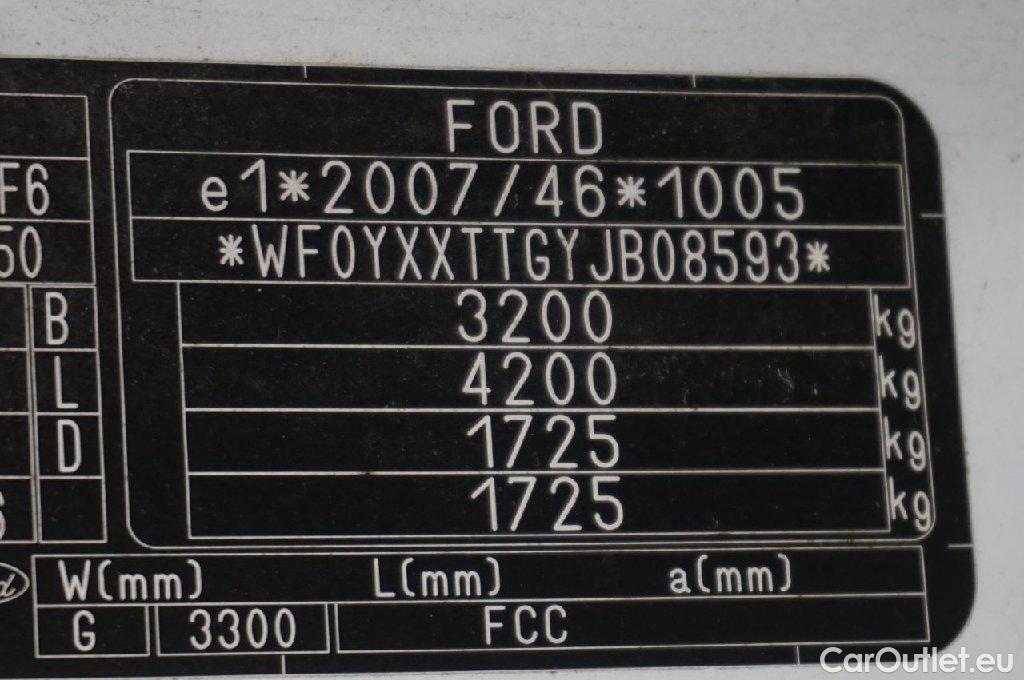 FORD
F6 e1*2007/46*1005
50 *WF0YXXTTGYJB08593*
B 3200 kg
L 4200 kg
D 1725 kg
1725 kg
W(mm) L(mm) a(mm)
G 3300 FCC
CarOutlet.eu